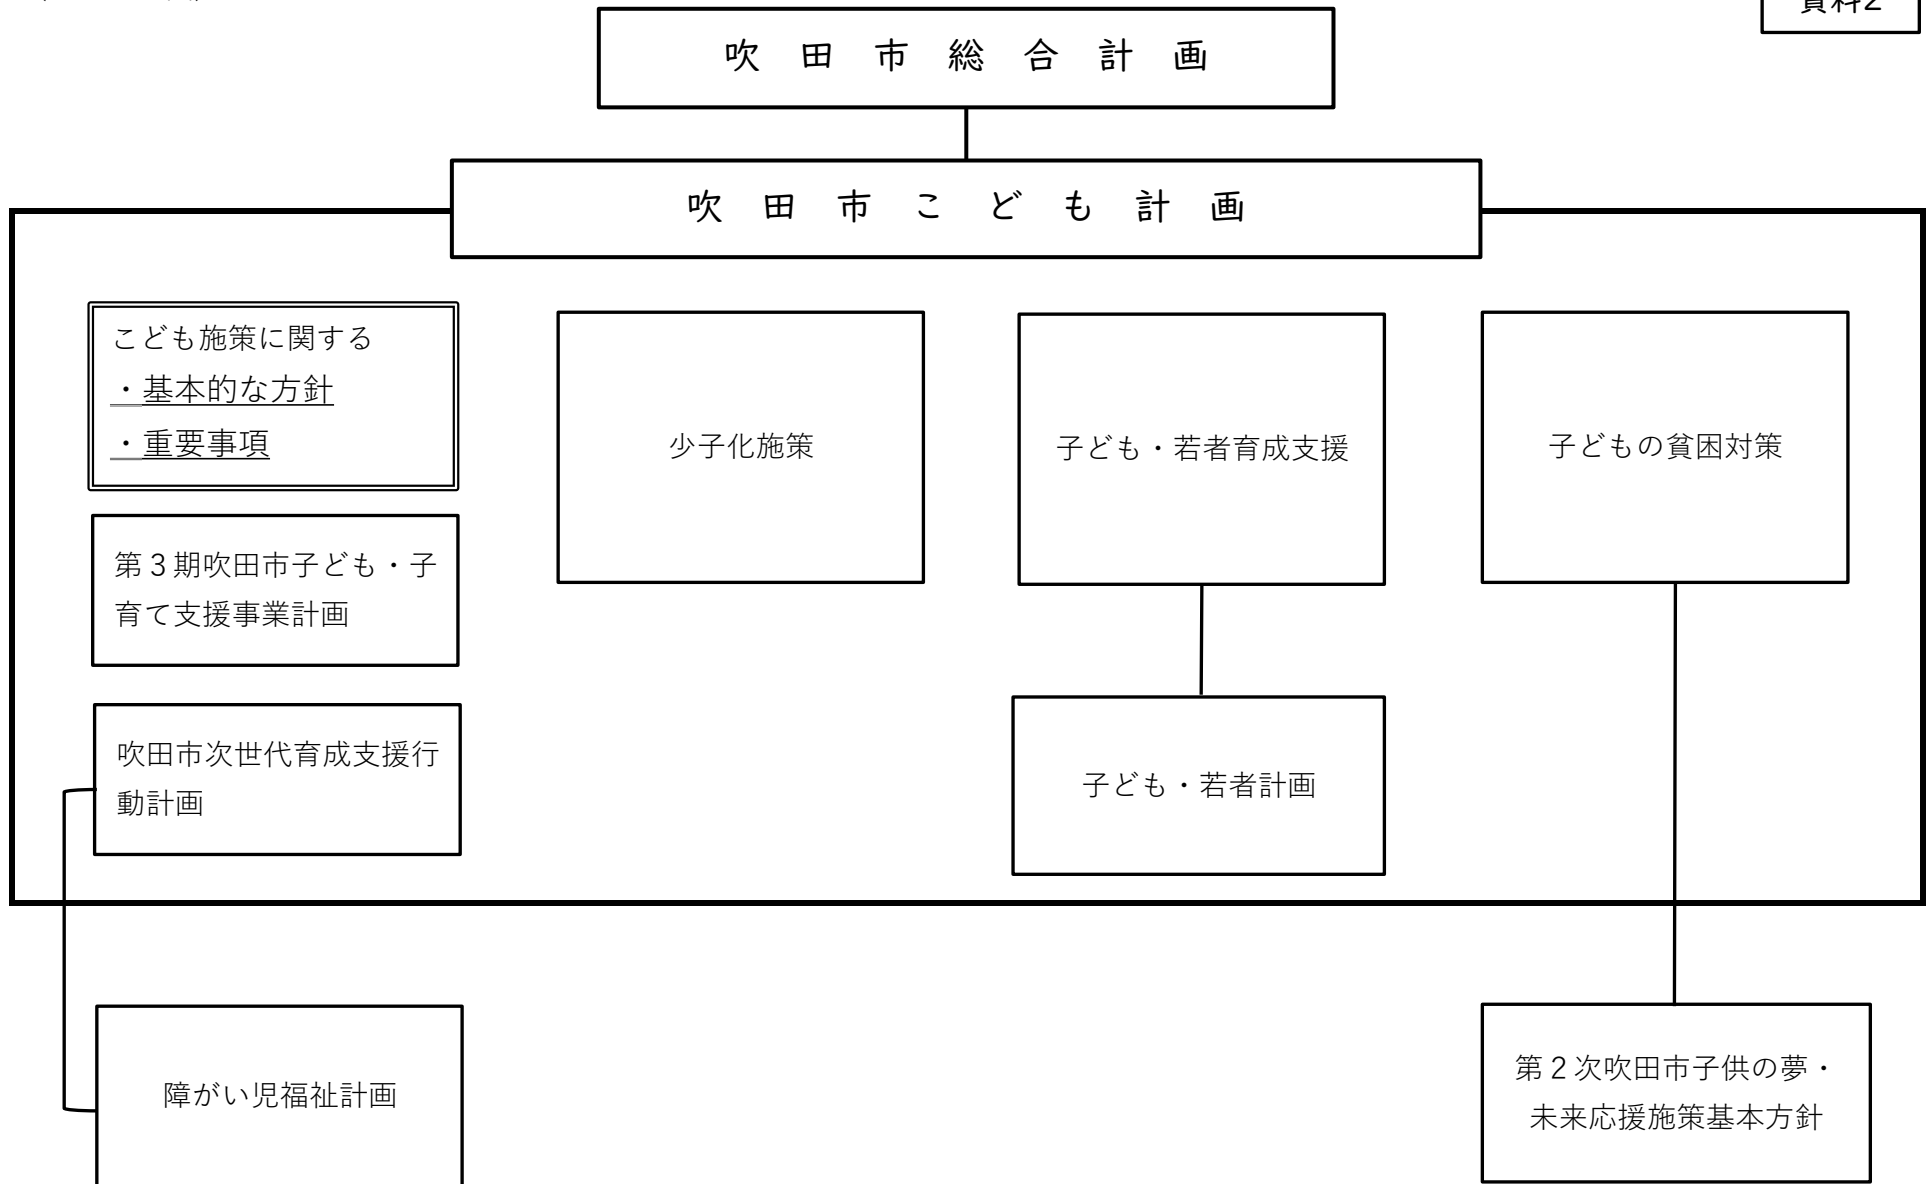 資料2
吹田市総合計画
吹田市こども計画
こども施策に関する
・基本的な方針
・重要事項
第3期吹田市子ども・子
育て支援事業計画
吹田市次世代育成支援行
動計画
少子化施策
子ども・若者育成支援
子どもの貧困対策
子ども・若者計画
障がい児福祉計画
第2次吹田市子供の夢・
未来応援施策基本方針